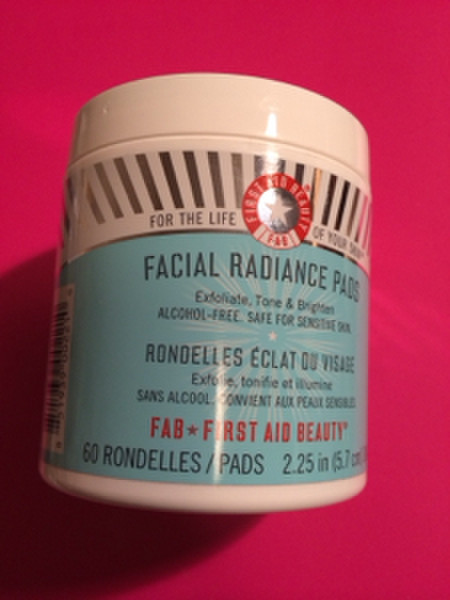 FOR THE LIFE OF YOUR SKIN
FIRST AID BEAUTY
FAB
FACIAL RADIANCE PADS
Exfoliate, Tone & Brighten
ALCOHOL-FREE. SAFE FOR SENSITIVE SKIN.
RONDELLES ÉCLAT DU VISAGE
Exfolie, tonifie et illumine
SANS ALCOOL. CONVIENT AUX PEAUX SENSIBLES.
FAB★FIRST AID BEAUTY®
60 RONDELLES / PADS 2.25 in (5.7 cm)